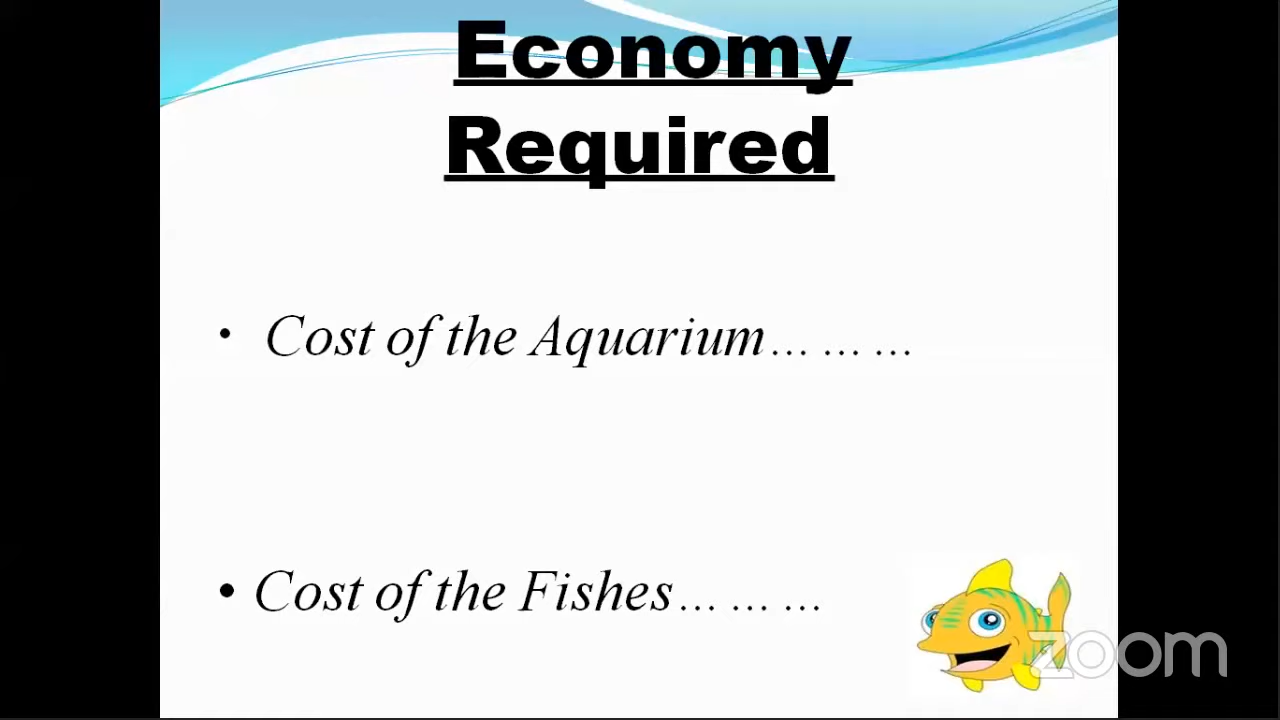 Economy
Required
• Cost of the Aquarium… … …
• Cost of the Fishes… … …
zoom